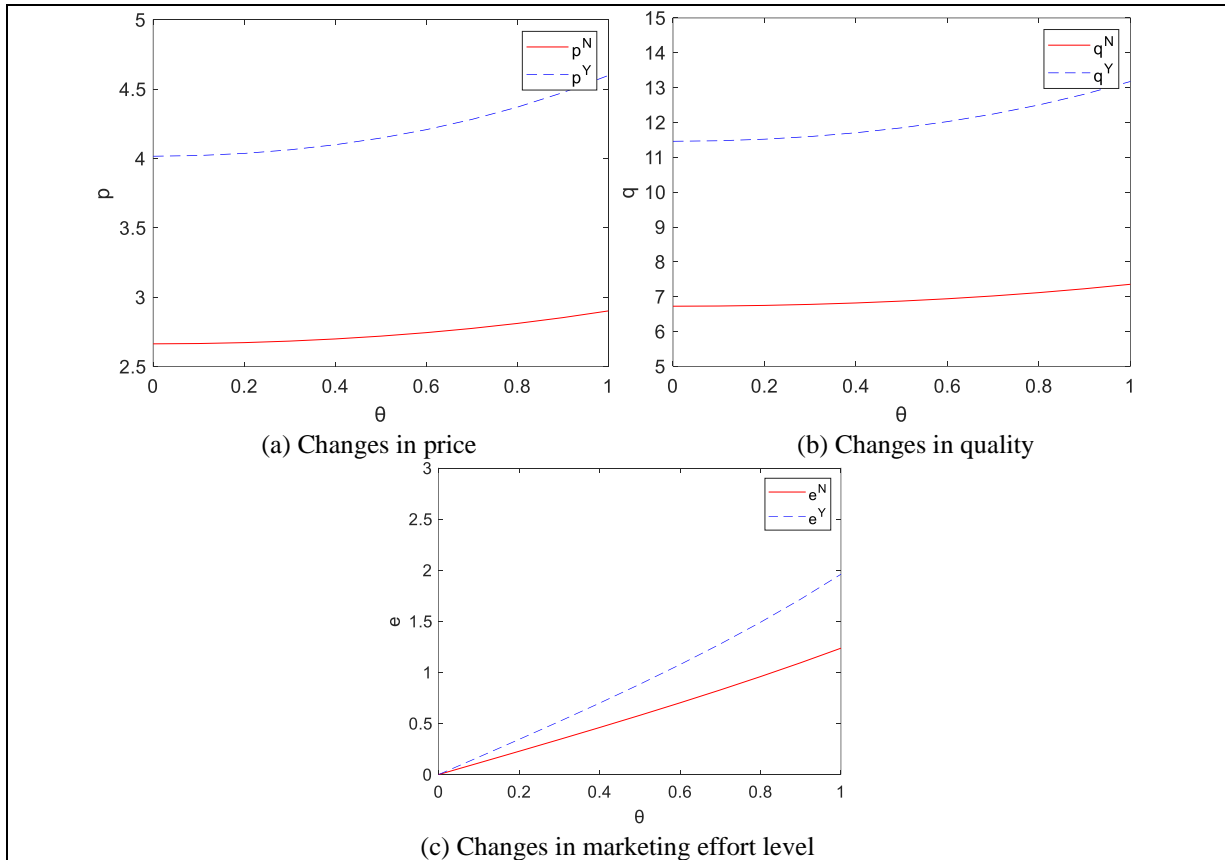 5
4.5
4
3.5
3
2.5
p
0 0.2 0.4 0.6 0.8 1
θ
p^N
p^Y
(a) Changes in price
15
14
13
12
11
10
9
8
7
6
5
q
0 0.2 0.4 0.6 0.8 1
θ
q^N
q^Y
(b) Changes in quality
3
2.5
2
1.5
1
0.5
0
e
0 0.2 0.4 0.6 0.8 1
θ
e^N
e^Y
(c) Changes in marketing effort level